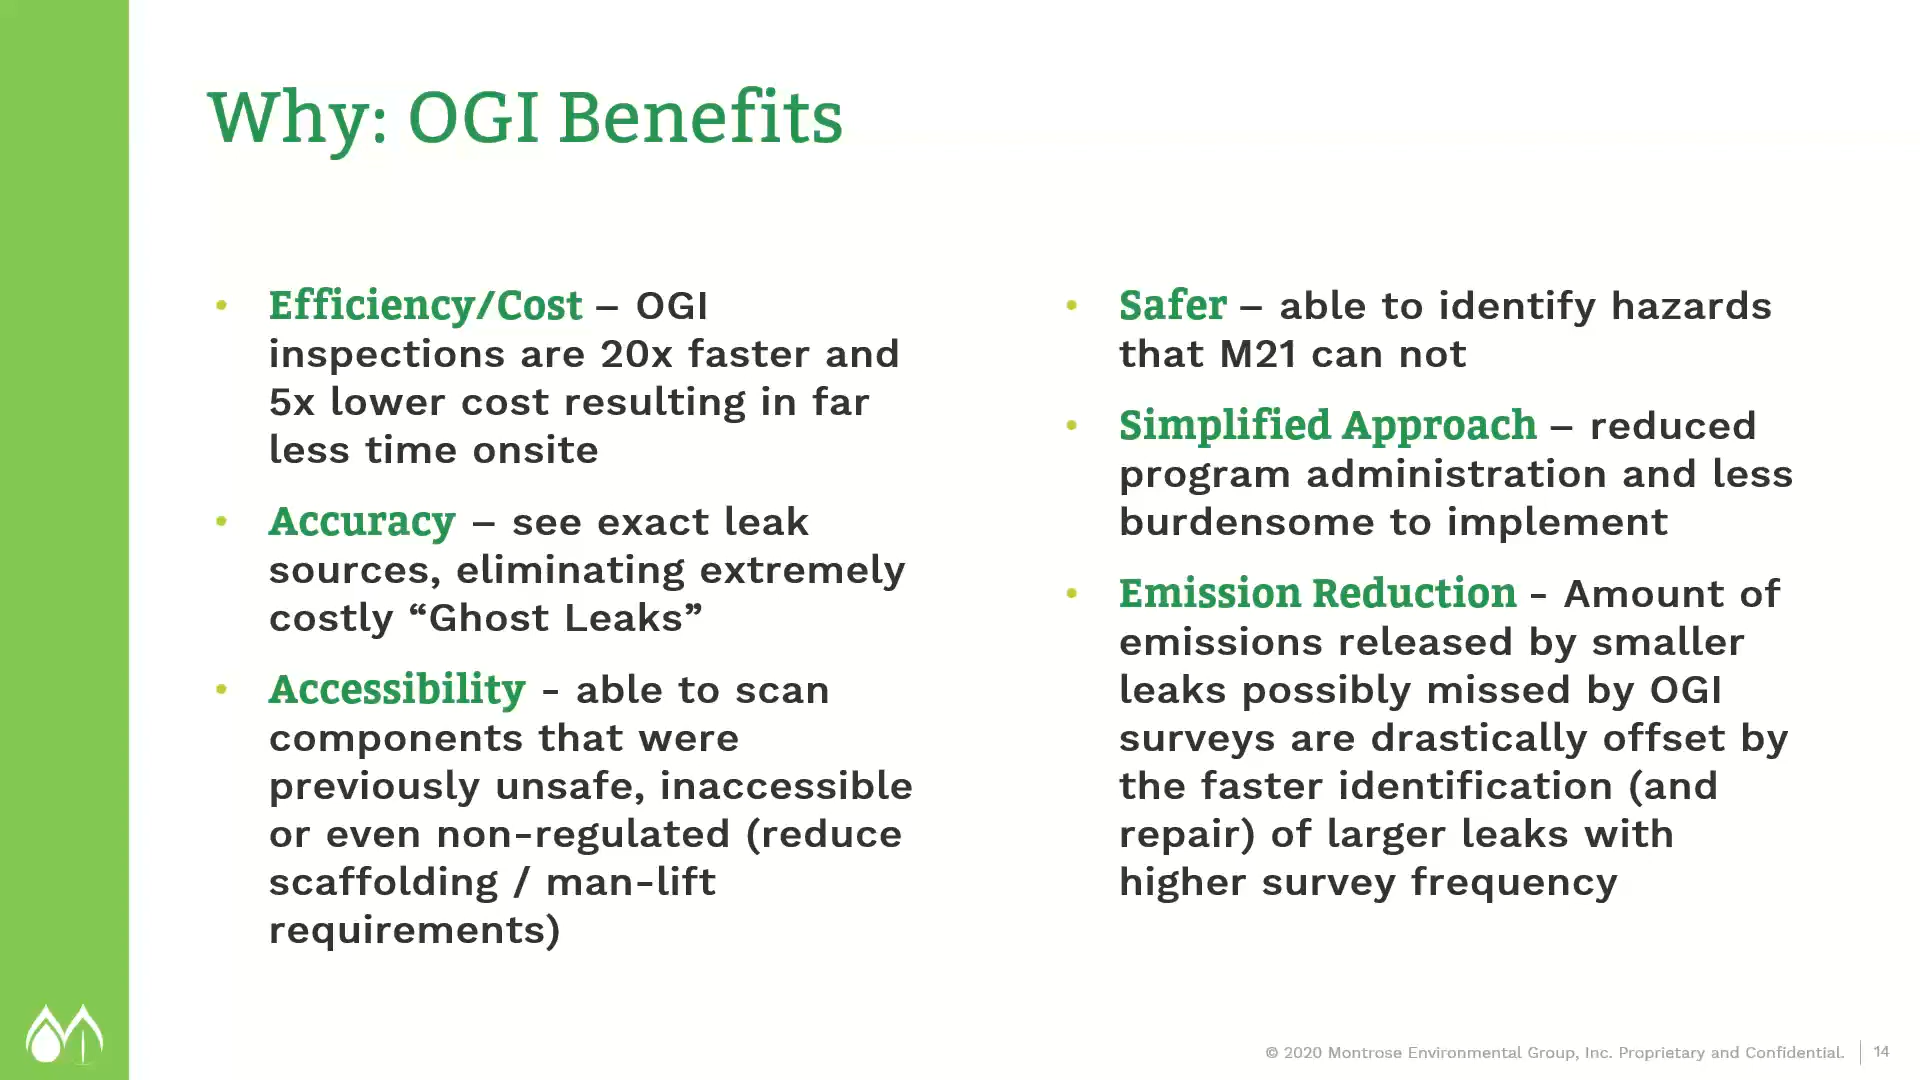 Why: OGI Benefits
• Efficiency/Cost – OGI
inspections are 20x faster and
5x lower cost resulting in far
less time onsite
• Accuracy – see exact leak
sources, eliminating extremely
costly “Ghost Leaks”
• Accessibility - able to scan
components that were
previously unsafe, inaccessible
or even non-regulated (reduce
scaffolding / man-lift
requirements)
• Safer – able to identify hazards
that M21 can not
• Simplified Approach – reduced
program administration and less
burdensome to implement
• Emission Reduction - Amount of
emissions released by smaller
leaks possibly missed by OGI
surveys are drastically offset by
the faster identification (and
repair) of larger leaks with
higher survey frequency
© 2020 Montrose Environmental Group, Inc. Proprietary and Confidential. 14